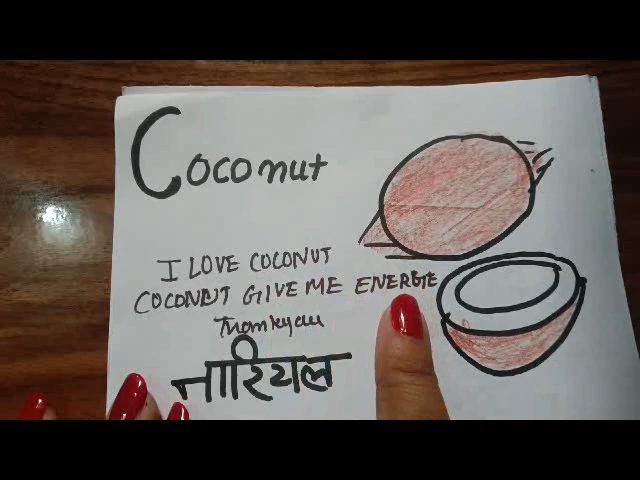 Coconut
I LOVE COCONUT
COCONUT GIVE ME ENERGIE
Thankyou
नारियल